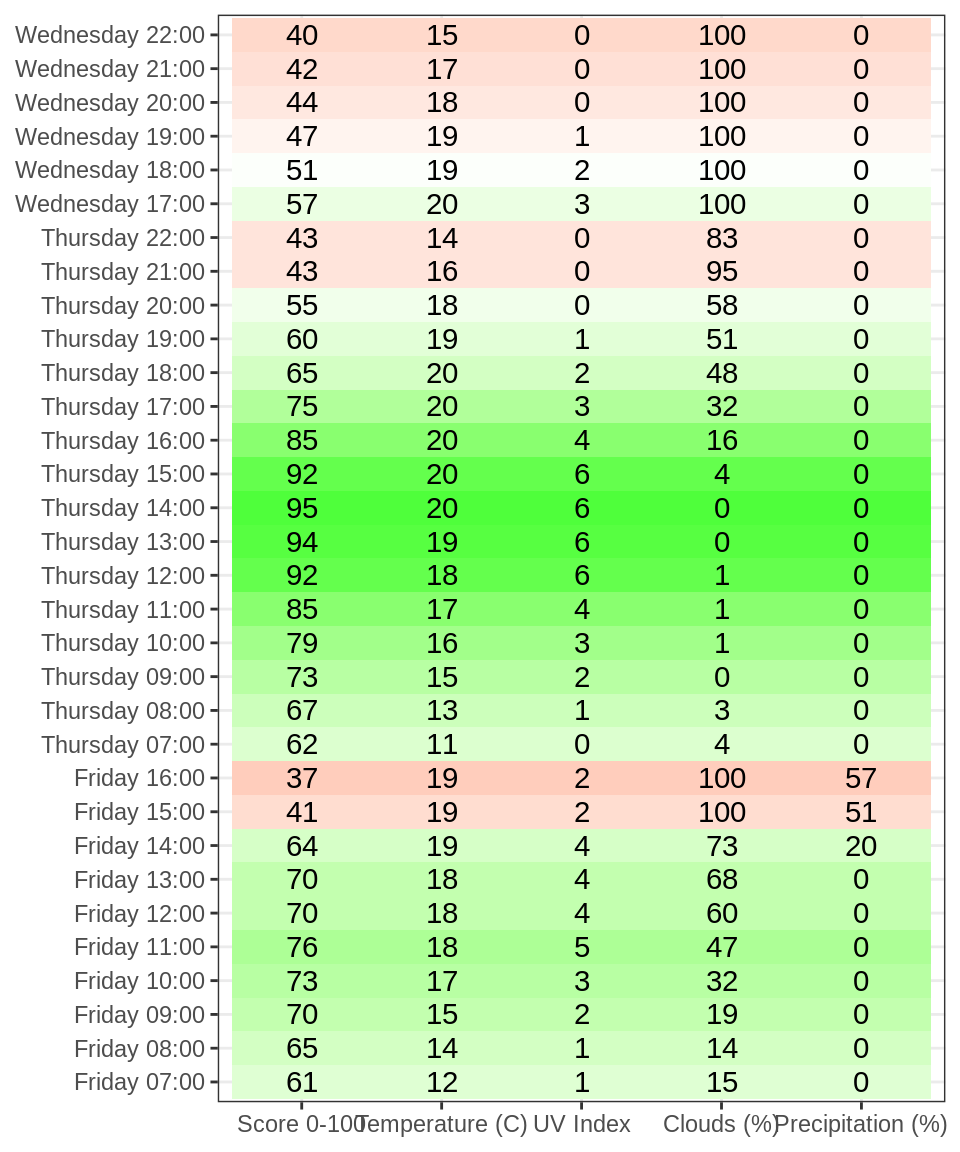 Wednesday 22:00 40 15 0 100 0
Wednesday 21:00 42 17 0 100 0
Wednesday 20:00 44 18 0 100 0
Wednesday 19:00 47 19 1 100 0
Wednesday 18:00 51 19 2 100 0
Wednesday 17:00 57 20 3 100 0
Thursday 22:00 43 14 0 83 0
Thursday 21:00 43 16 0 95 0
Thursday 20:00 55 18 0 58 0
Thursday 19:00 60 19 1 51 0
Thursday 18:00 65 20 2 48 0
Thursday 17:00 75 20 3 32 0
Thursday 16:00 85 20 4 16 0
Thursday 15:00 92 20 6 4 0
Thursday 14:00 95 20 6 0 0
Thursday 13:00 94 19 6 0 0
Thursday 12:00 92 18 6 1 0
Thursday 11:00 85 17 4 1 0
Thursday 10:00 79 16 3 1 0
Thursday 09:00 73 15 2 0 0
Thursday 08:00 67 13 1 3 0
Thursday 07:00 62 11 0 4 0
Friday 16:00 37 19 2 100 57
Friday 15:00 41 19 2 100 51
Friday 14:00 64 19 4 73 20
Friday 13:00 70 18 4 68 0
Friday 12:00 70 18 4 60 0
Friday 11:00 76 18 5 47 0
Friday 10:00 73 17 3 32 0
Friday 09:00 70 15 2 19 0
Friday 08:00 65 14 1 14 0
Friday 07:00 61 12 1 15 0
Score 0-100 Temperature (C) UV Index Clouds (%) Precipitation (%)